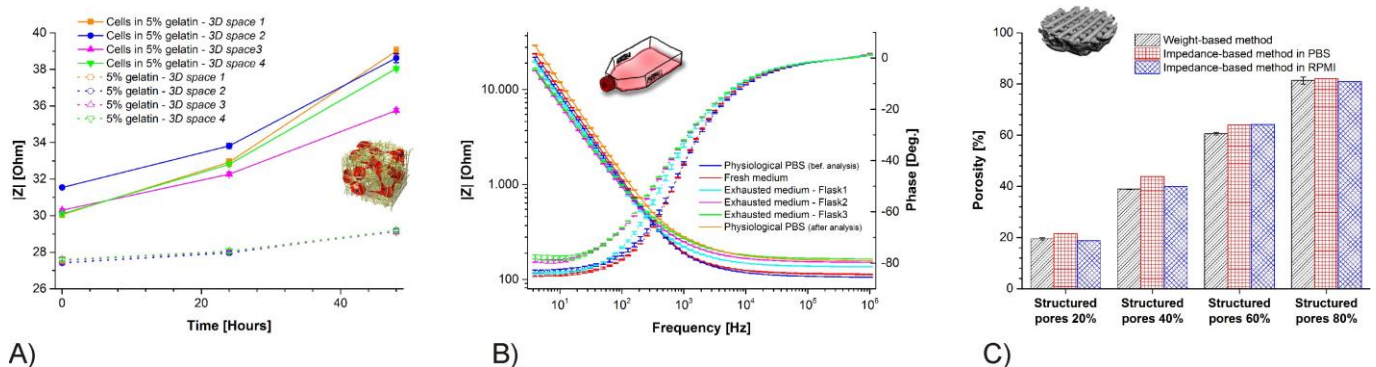 Cells in 5% gelatin - 3D space 1
Cells in 5% gelatin - 3D space 2
Cells in 5% gelatin - 3D space3
Cells in 5% gelatin - 3D space 4
5% gelatin - 3D space 1
5% gelatin - 3D space 2
5% gelatin - 3D space 3
5% gelatin - 3D space 4
|Z| [Ohm]
40
38
36
34
32
30
28
26
0
20
40
Time [Hours]
A)
|Z| [Ohm]
10.000
1.000
100
Physiological PBS (bef. analysis)
Fresh medium
Exhausted medium - Flask1
Exhausted medium - Flask2
Exhausted medium - Flask3
Physiological PBS (after analysis)
0
-20
-40
-60
-80
Phase [Deg.]
10¹
10²
10³
10⁴
10⁵
10⁶
Frequency [Hz]
B)
Weight-based method
Impedance-based method in PBS
Impedance-based method in RPMI
Porosity [%]
100
80
60
40
20
0
Structured pores 20%
Structured pores 40%
Structured pores 60%
Structured pores 80%
C)